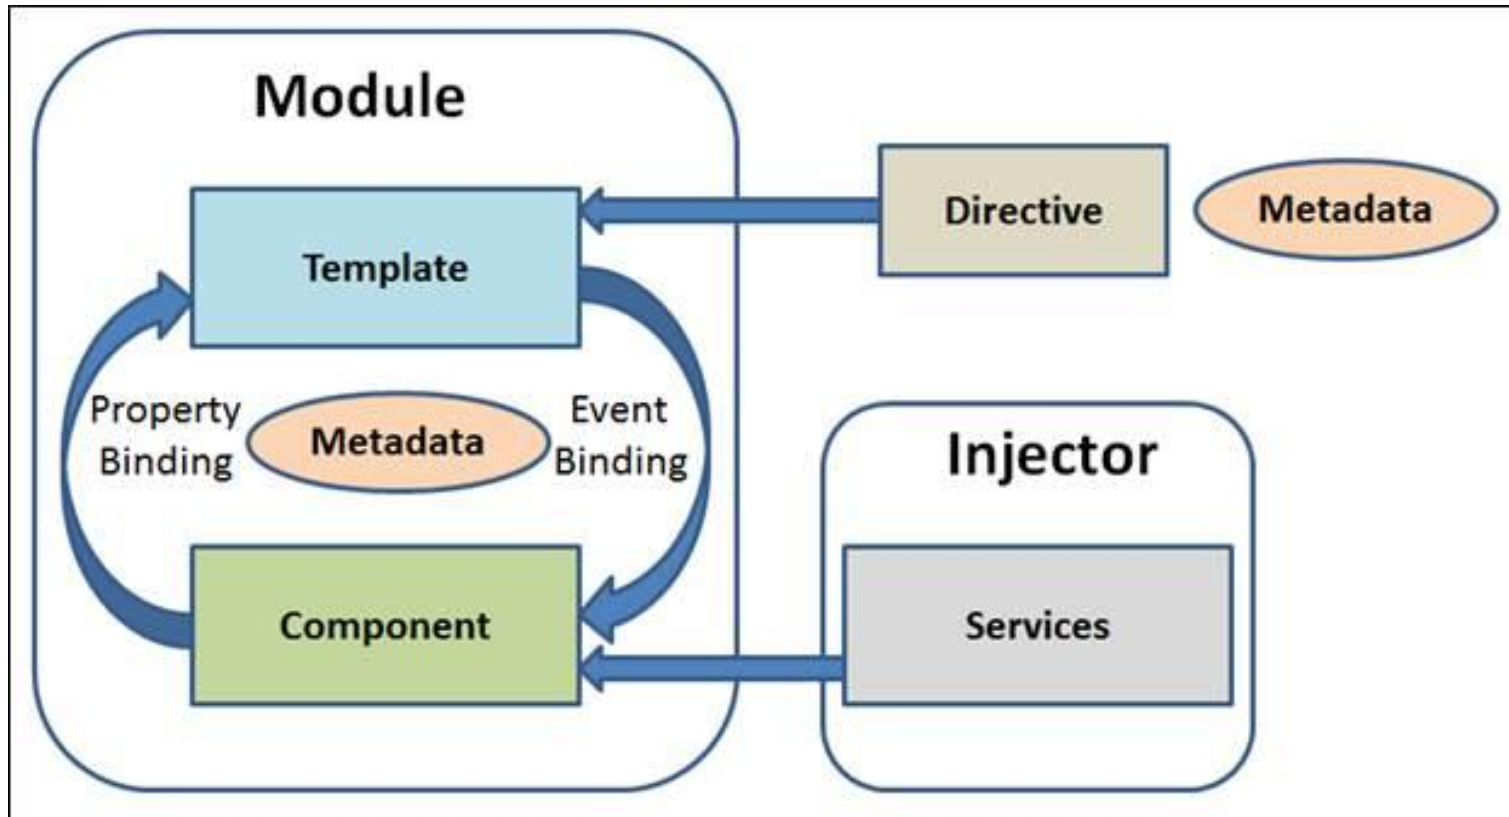 Module
Template
Directive
Metadata
Property
Binding
Metadata
Event
Binding
Injector
Component
Services